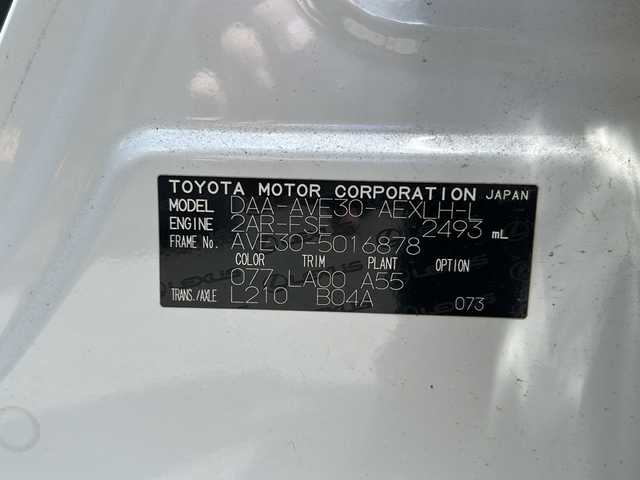 TOYOTA MOTOR CORPORATION JAPAN
MODEL DAA-AVE30-AEXLH-L
ENGINE 2AR-FSE 2493 mL
FRAME No. AVE30-5016878
COLOR TRIM PLANT OPTION
077 LA00 A55
TRANS./AXLE L210 B04A 073